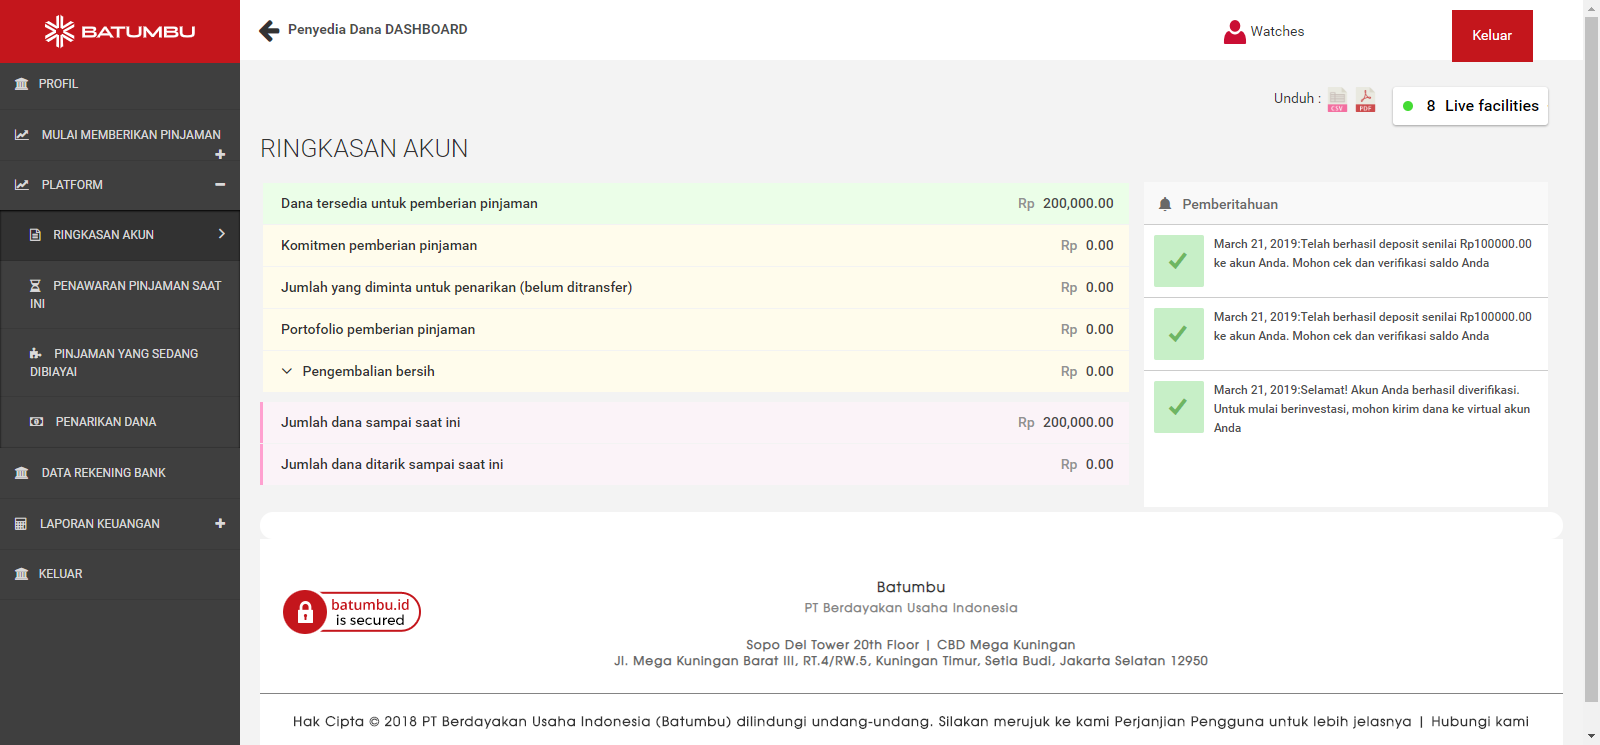 BATUMBU
Penyedia Dana DASHBOARD
Watches
Keluar
PROFIL
MULAI MEMBERIKAN PINJAMAN
PLATFORM
RINGKASAN AKUN
PENAWARAN PINJAMAN SAAT
INI
PINJAMAN YANG SEDANG
DIBIAYAI
PENARIKAN DANA
DATA REKENING BANK
LAPORAN KEUANGAN
KELUAR
Unduh :
CSV
PDF
8 Live facilities
RINGKASAN AKUN
Dana tersedia untuk pemberian pinjaman Rp 200,000.00
Komitmen pemberian pinjaman Rp 0.00
Jumlah yang diminta untuk penarikan (belum ditransfer) Rp 0.00
Portofolio pemberian pinjaman Rp 0.00
Pengembalian bersih Rp 0.00
Jumlah dana sampai saat ini Rp 200,000.00
Jumlah dana ditarik sampai saat ini Rp 0.00
Pemberitahuan
March 21, 2019:Telah berhasil deposit senilai Rp100000.00
ke akun Anda. Mohon cek dan verifikasi saldo Anda
March 21, 2019:Telah berhasil deposit senilai Rp100000.00
ke akun Anda. Mohon cek dan verifikasi saldo Anda
March 21, 2019:Selamat! Akun Anda berhasil diverifikasi.
Untuk mulai berinvestasi, mohon kirim dana ke virtual akun
Anda
batumbu.id
is secured
Batumbu
PT Berdayakan Usaha Indonesia
Sopo Del Tower 20th Floor | CBD Mega Kuningan
Jl. Mega Kuningan Barat III, RT.4/RW.5, Kuningan Timur, Setia Budi, Jakarta Selatan 12950
Hak Cipta © 2018 PT Berdayakan Usaha Indonesia (Batumbu) dilindungi undang-undang. Silakan merujuk ke kami Perjanjian Pengguna untuk lebih jelasnya | Hubungi kami